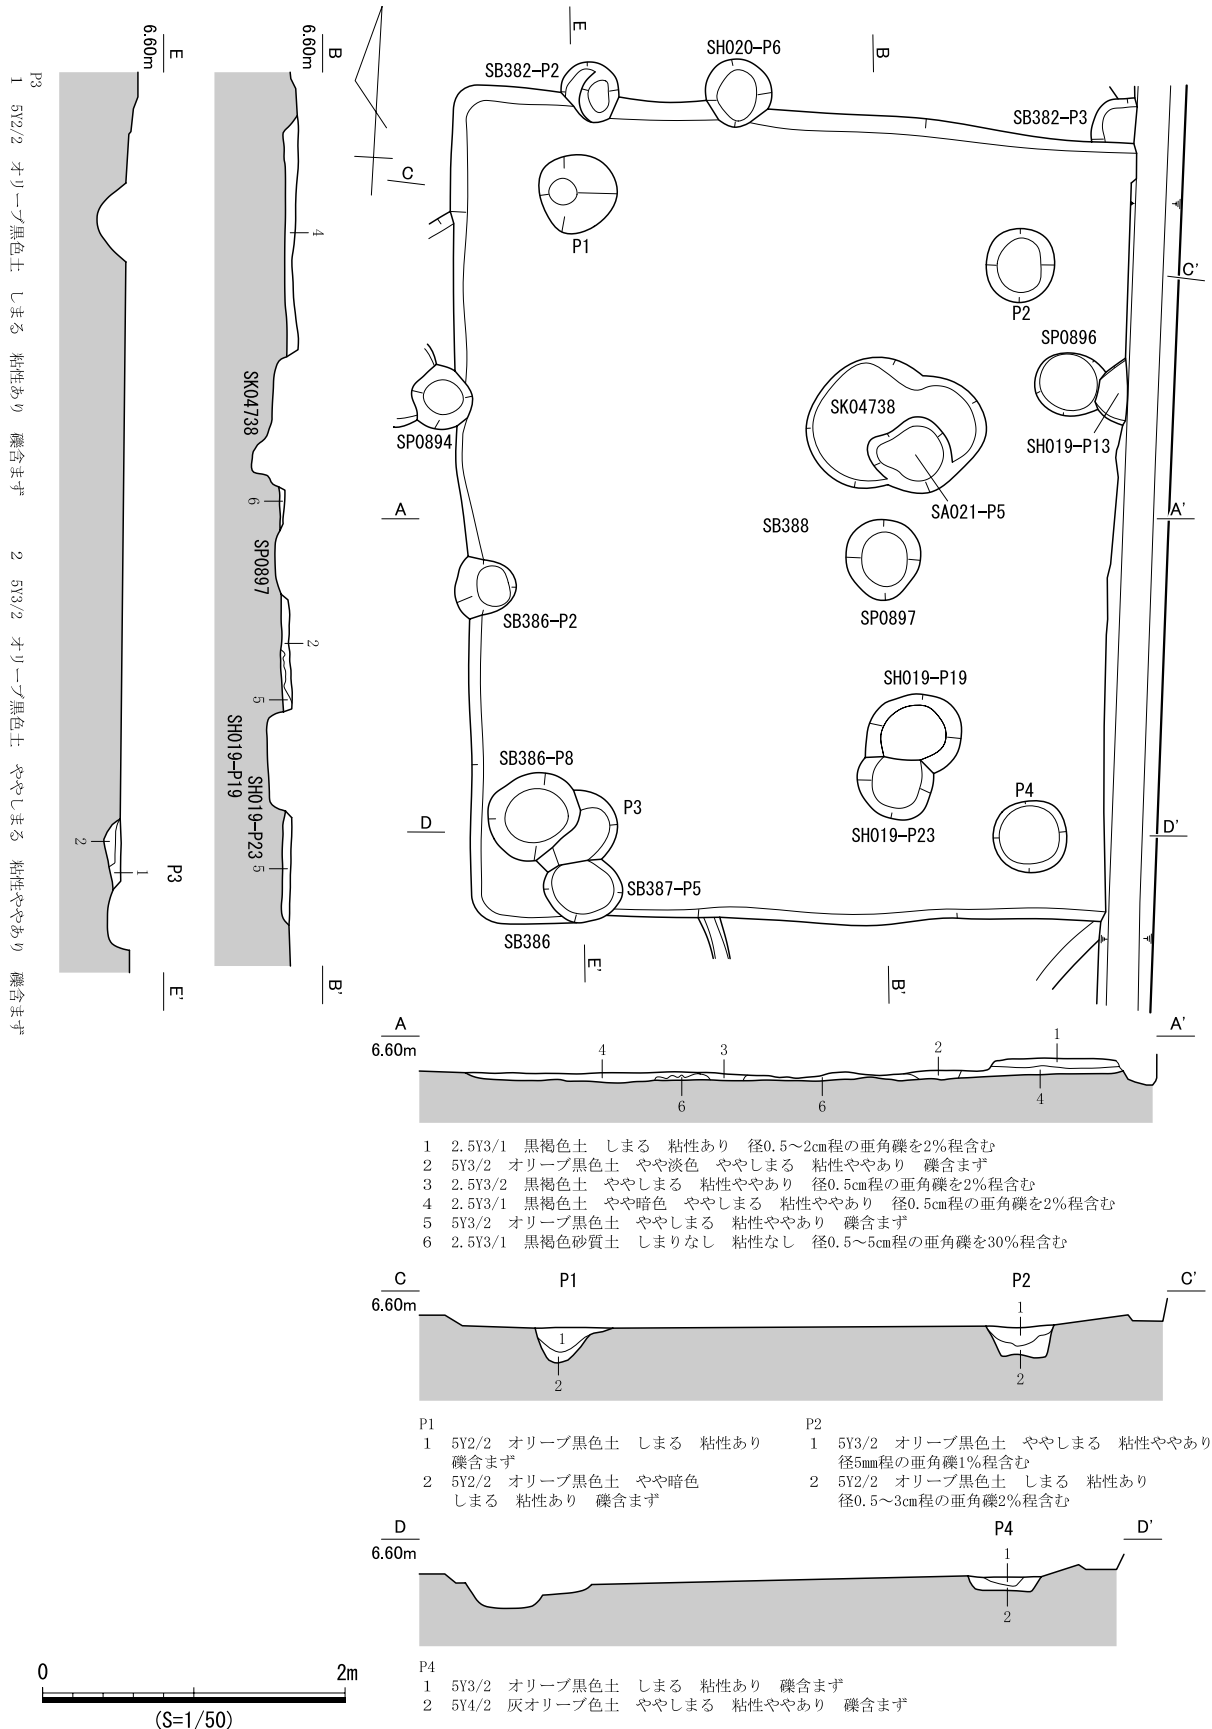 E
6.60m
B
6.60m
P3
1　5Y2/2　オリーブ黒色土　しまる　粘性あり　礫含まず　　2　5Y3/2　オリーブ黒色土　ややしまる　粘性ややあり　礫含まず
4
SK04738
6
SP0897
2
5
SH019-P19
SH019-P23
5
2
1
P3
E'
B'
E
B
SB382-P2
SH020-P6
SB382-P3
C
P1
P2
C'
SP0896
SK04738
SH019-P13
SP0894
A
SA021-P5
A'
SB388
SB386-P2
SP0897
SH019-P19
SB386-P8
P3
P4
D
SH019-P23
D'
SB387-P5
SB386
E'
B'
A
A'
6.60m
4
3
2
1
6
6
4
1　2.5Y3/1　黒褐色土　しまる　粘性あり　径0.5～2㎝程の亜角礫を2％程含む
2　5Y3/2　オリーブ黒色土　やや淡色　ややしまる　粘性ややあり　礫含まず
3　2.5Y3/2　黒褐色土　ややしまる　粘性ややあり　径0.5㎝程の亜角礫を2％程含む
4　2.5Y3/1　黒褐色土　やや暗色　ややしまる　粘性ややあり　径0.5㎝程の亜角礫を2％程含む
5　5Y3/2　オリーブ黒色土　ややしまる　粘性ややあり　礫含まず
6　2.5Y3/1　黒褐色砂質土　しまりなし　粘性なし　径0.5～5㎝程の亜角礫を30％程含む
C
P1
P2
C'
6.60m
1
1
2
2
P1
1　5Y2/2　オリーブ黒色土　しまる　粘性あり
礫含まず
2　5Y2/2　オリーブ黒色土　やや暗色
しまる　粘性あり　礫含まず
P2
1　5Y3/2　オリーブ黒色土　ややしまる　粘性ややあり
径5㎜程の亜角礫1％程含む
2　5Y2/2　オリーブ黒色土　しまる　粘性あり
径0.5～3㎝程の亜角礫2％程含む
D
P4
D'
6.60m
1
2
P4
1　5Y3/2　オリーブ黒色土　しまる　粘性あり　礫含まず
2　5Y4/2　灰オリーブ色土　ややしまる　粘性ややあり　礫含まず
0
2m
(S=1/50)